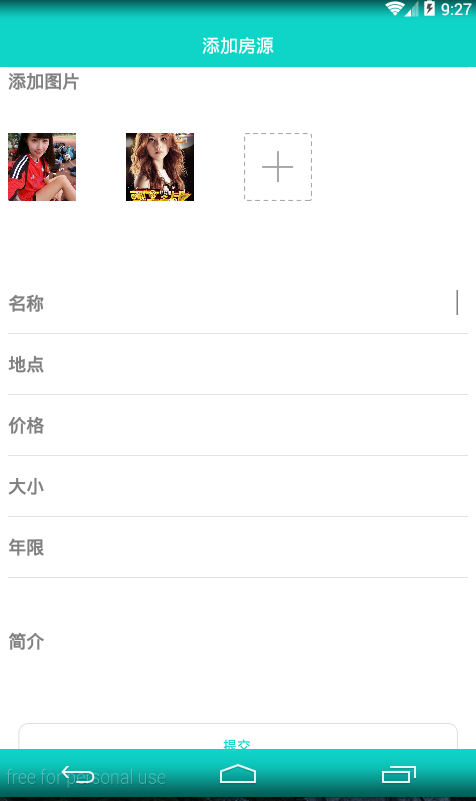 9:27
添加房源
添加图片
名称
地点
价格
大小
年限
简介
提交
free for personal use